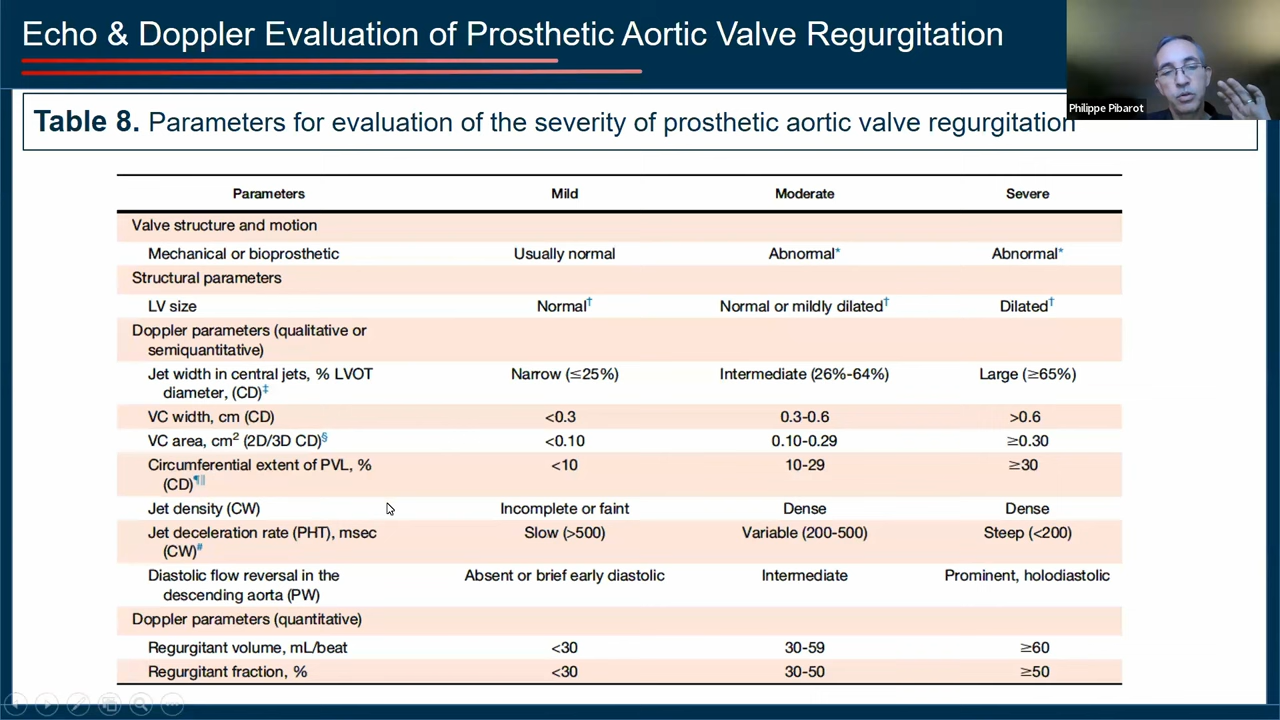 Echo & Doppler Evaluation of Prosthetic Aortic Valve Regurgitation
Philippe Pibarot
Table 8. Parameters for evaluation of the severity of prosthetic aortic valve regurgitation
Parameters Mild Moderate Severe
Valve structure and motion
Mechanical or bioprosthetic Usually normal Abnormal* Abnormal*
Structural parameters
LV size Normal† Normal or mildly dilated† Dilated†
Doppler parameters (qualitative or
semiquantitative)
Jet width in central jets, % LVOT Narrow (≤25%) Intermediate (26%-64%) Large (≥65%)
diameter, (CD)‡
VC width, cm (CD) <0.3 0.3-0.6 >0.6
VC area, cm² (2D/3D CD)§ <0.10 0.10-0.29 ≥0.30
Circumferential extent of PVL, % <10 10-29 ≥30
(CD)¶||
Jet density (CW) Incomplete or faint Dense Dense
Jet deceleration rate (PHT), msec Slow (>500) Variable (200-500) Steep (<200)
(CW)#
Diastolic flow reversal in the Absent or brief early diastolic Intermediate Prominent, holodiastolic
descending aorta (PW)
Doppler parameters (quantitative)
Regurgitant volume, mL/beat <30 30-59 ≥60
Regurgitant fraction, % <30 30-50 ≥50